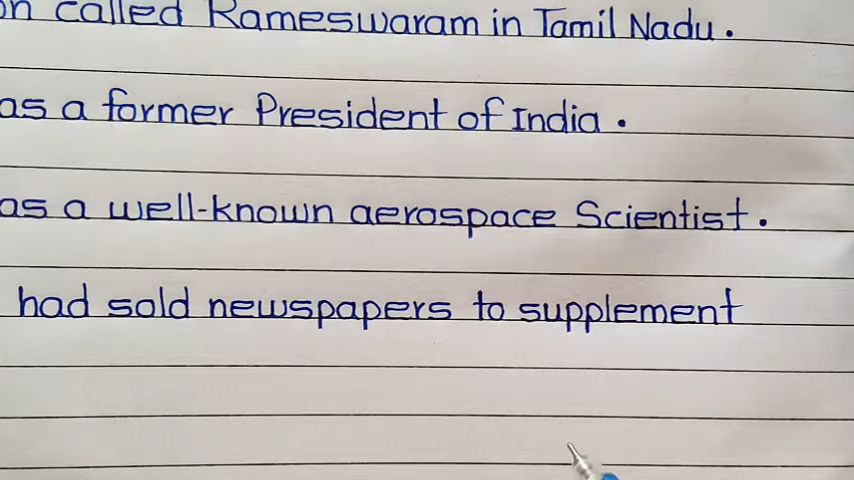 on called Rameswaram in Tamil Nadu.
as a former President of India.
as a well-known aerospace Scientist.
had sold newspapers to supplement